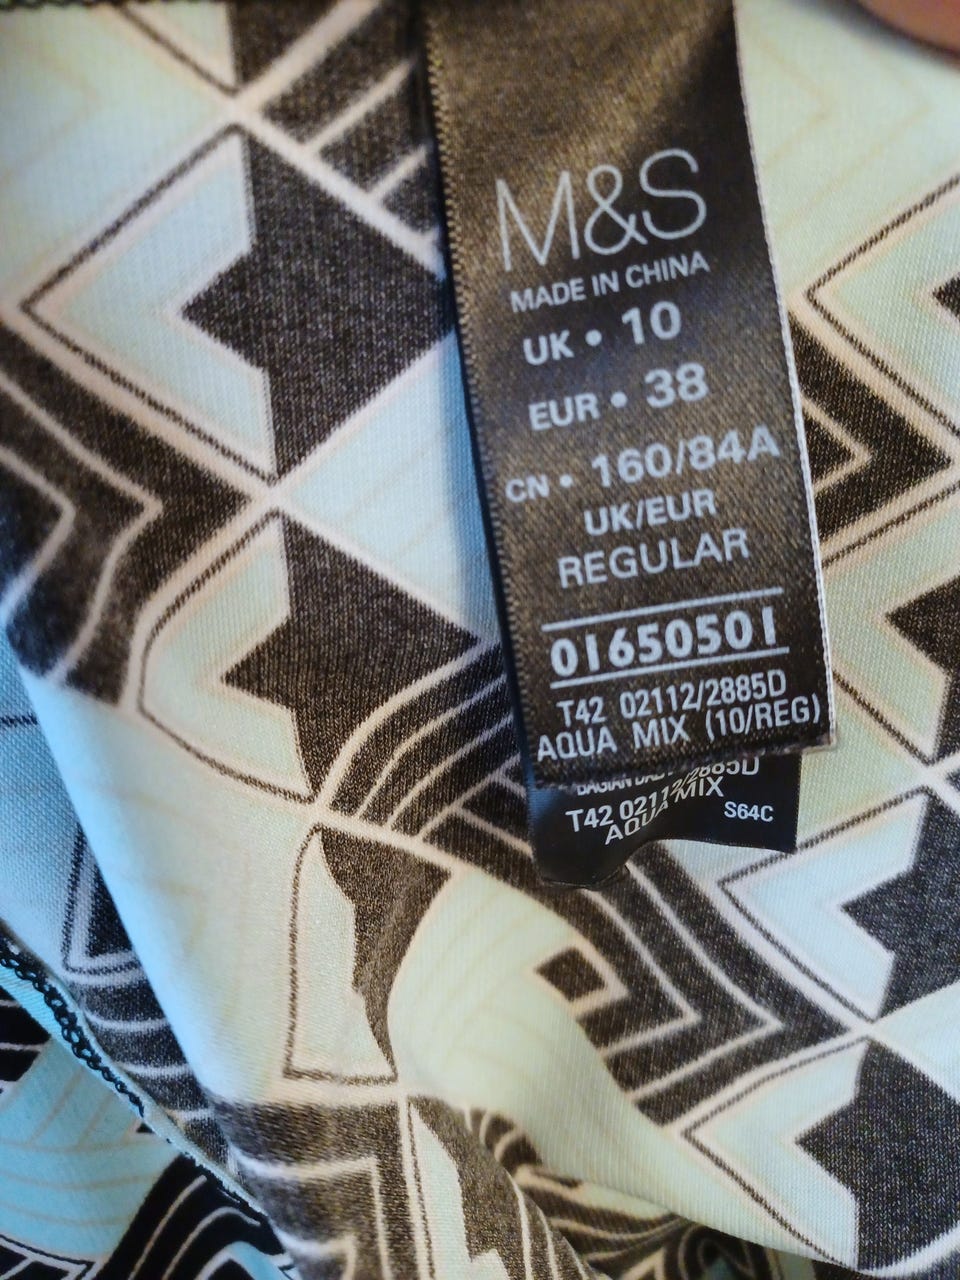 M&S
MADE IN CHINA
UK • 10
EUR • 38
CN • 160/84A
UK/EUR
REGULAR
01650501
T42 02112/2885D
AQUA MIX (10/REG)
T42 02112/2885D
AQUA MIX
S64C